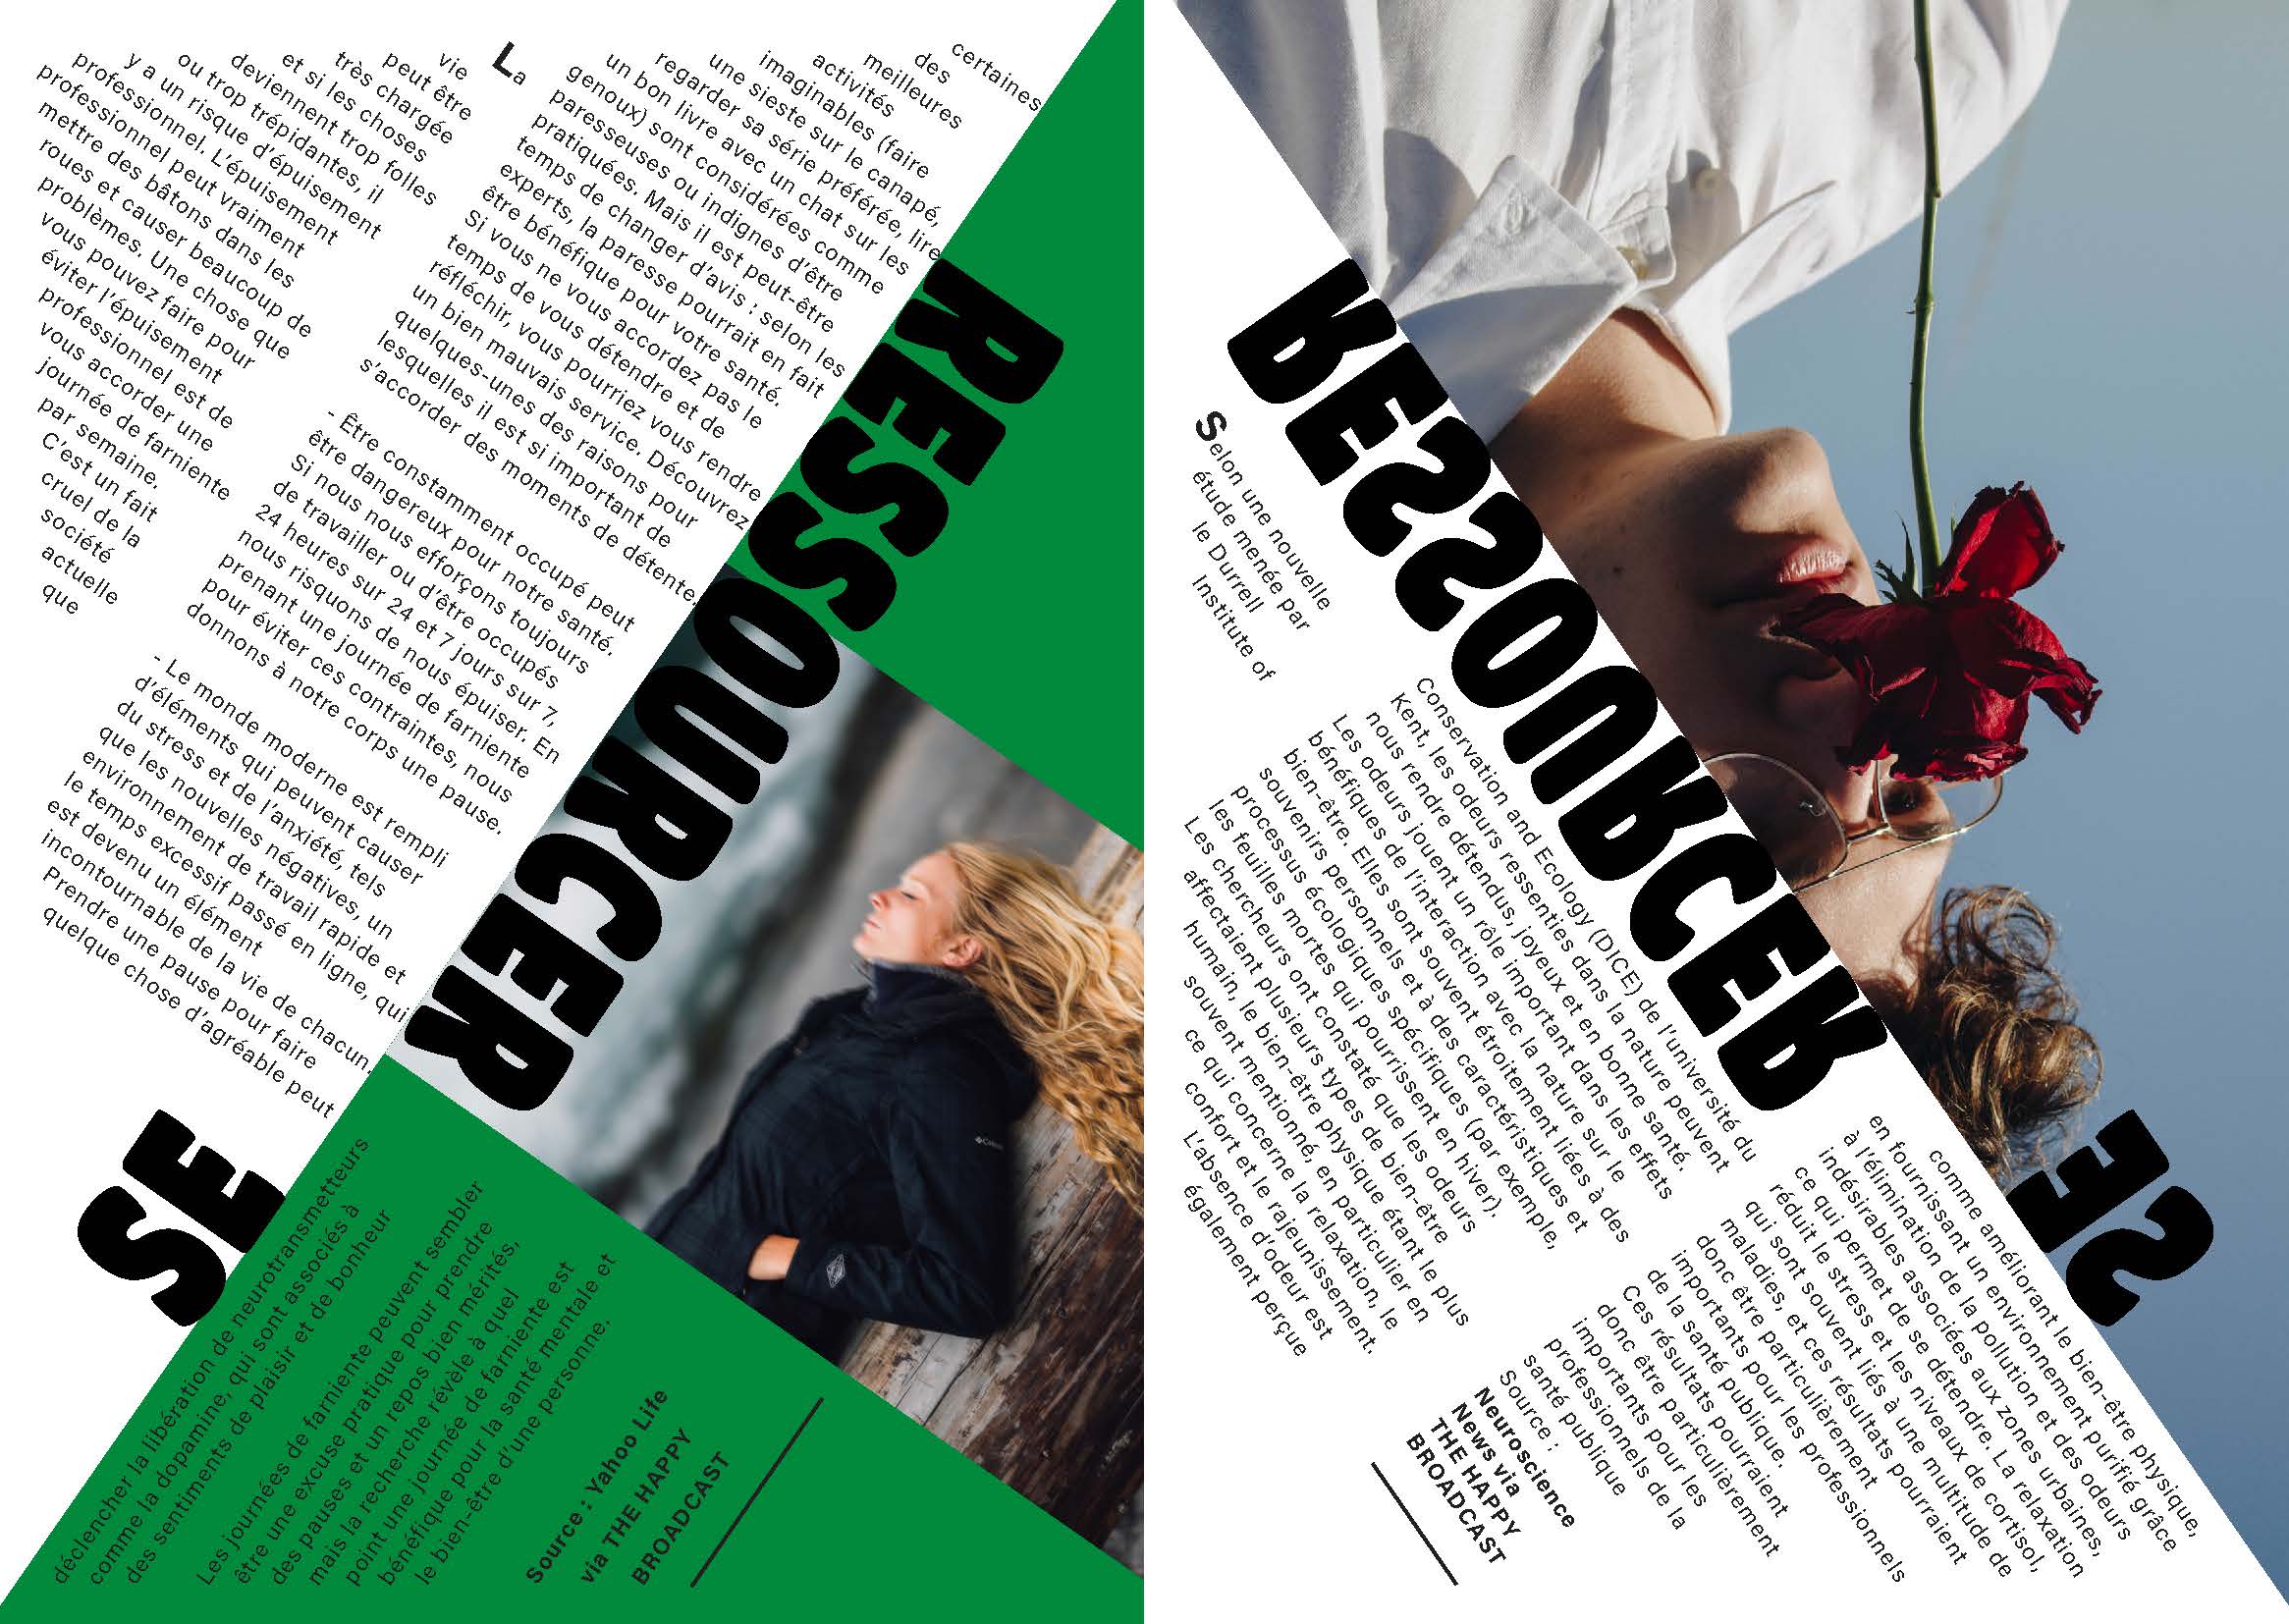 La
vie
peut être
très chargée
et si les choses
deviennent trop folles
ou trop trépidantes, il
y a un risque d'épuisement
professionnel. L'épuisement
professionnel peut vraiment
mettre des bâtons dans les
roues et causer beaucoup de
problèmes. Une chose que
vous pouvez faire pour
éviter l'épuisement
professionnel est de
vous accorder une
journée de farniente
par semaine.
C'est un fait
cruel de la
société
actuelle
que
certaines
des
meilleures
activités
imaginables (faire
une sieste sur le canapé,
regarder sa série préférée, lire
un bon livre avec un chat sur les
genoux) sont considérées comme
paresseuses ou indignes d'être
pratiquées. Mais il est peut-être
temps de changer d'avis : selon les
experts, la paresse pourrait en fait
être bénéfique pour votre santé.
Si vous ne vous accordez pas le
temps de vous détendre et de
réfléchir, vous pourriez vous rendre
un bien mauvais service. Découvrez
quelques-unes des raisons pour
lesquelles il est si important de
s'accorder des moments de détente.
- Être constamment occupé peut
être dangereux pour notre santé.
Si nous nous efforçons toujours
de travailler ou d'être occupés
24 heures sur 24 et 7 jours sur 7,
nous risquons de nous épuiser. En
prenant une journée de farniente
pour éviter ces contraintes, nous
donnons à notre corps une pause.
- Le monde moderne est rempli
d'éléments qui peuvent causer
du stress et de l'anxiété, tels
que les nouvelles négatives, un
environnement de travail rapide et
le temps excessif passé en ligne, qui
est devenu un élément
incontournable de la vie de chacun.
Prendre une pause pour faire
quelque chose d'agréable peut
déclencher la libération de neurotransmetteurs
comme la dopamine, qui sont associés à
des sentiments de plaisir et de bonheur
Les journées de farniente peuvent sembler
être une excuse pratique pour prendre
des pauses et un repos bien mérités,
mais la recherche révèle à quel
point une journée de farniente est
bénéfique pour la santé mentale et
le bien-être d'une personne.
Source : Yahoo Life
via THE HAPPY
BROADCAST
SE
RESSOURCER
Columbia
SE
RESSOURCER
Selon une nouvelle
étude menée par
le Durrell
Institute of
Conservation and Ecology (DICE) de l'université du
Kent, les odeurs ressenties dans la nature peuvent
nous rendre détendus, joyeux et en bonne santé.
Les odeurs jouent un rôle important dans les effets
bénéfiques de l'interaction avec la nature sur le
bien-être. Elles sont souvent étroitement liées à des
souvenirs personnels et à des caractéristiques et
processus écologiques spécifiques (par exemple,
les feuilles mortes qui pourrissent en hiver).
Les chercheurs ont constaté que les odeurs
affectaient plusieurs types de bien-être
humain, le bien-être physique étant le plus
souvent mentionné, en particulier en
ce qui concerne la relaxation, le
confort et le rajeunissement.
L'absence d'odeur est
également perçue
comme améliorant le bien-être physique,
en fournissant un environnement purifié grâce
à l'élimination de la pollution et des odeurs
indésirables associées aux zones urbaines,
ce qui permet de se détendre. La relaxation
réduit le stress et les niveaux de cortisol,
qui sont souvent liés à une multitude de
maladies, et ces résultats pourraient
donc être particulièrement
importants pour les professionnels
de la santé publique.
Ces résultats pourraient
donc être particulièrement
importants pour les
professionnels de la
santé publique
Source :
Neuroscience
News via
THE HAPPY
BROADCAST